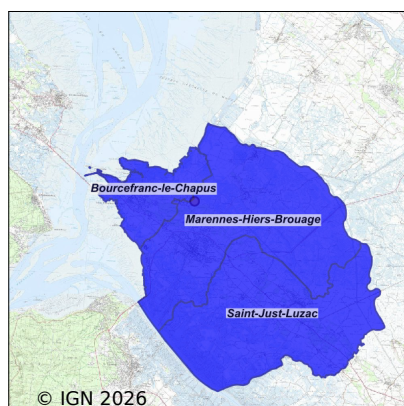 Bourcefranc-le-Chapus
Marennes-Hiers-Brouage
Saint-Just-Luzac
© IGN 2026